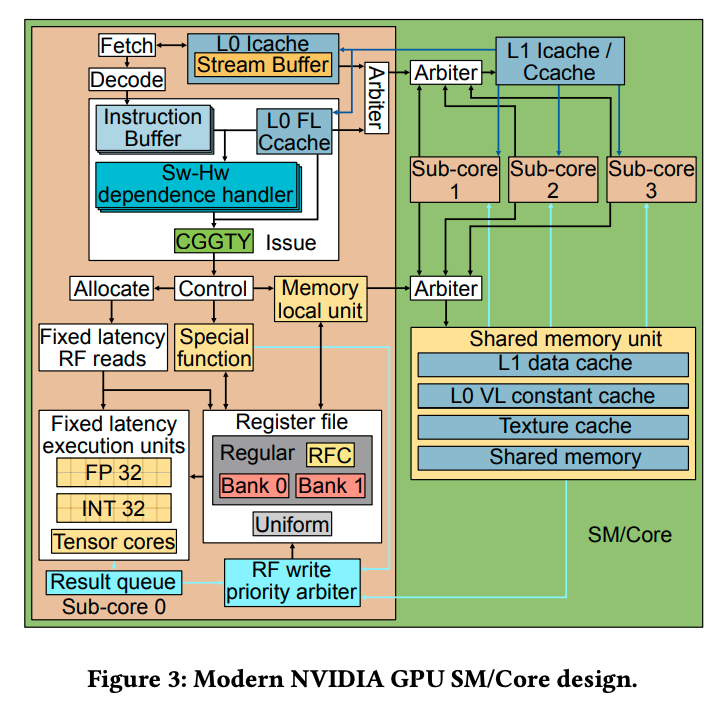 Fetch
L0 Icache
Stream Buffer
Decode
Arbiter
Arbiter
L1 Icache /
Ccache
Instruction
Buffer
L0 FL
Ccache
Sw-Hw
dependence handler
CGGTY
Issue
Sub-core
1
Sub-core
2
Sub-core
3
Allocate
Control
Memory
local unit
Arbiter
Fixed latency
RF reads
Special
function
Shared memory unit
L1 data cache
L0 VL constant cache
Texture cache
Shared memory
Fixed latency
execution units
FP 32
INT 32
Tensor cores
Register file
Regular
RFC
Bank 0
Bank 1
Uniform
SM/Core
Result queue
RF write
priority arbiter
Sub-core 0
Figure 3: Modern NVIDIA GPU SM/Core design.